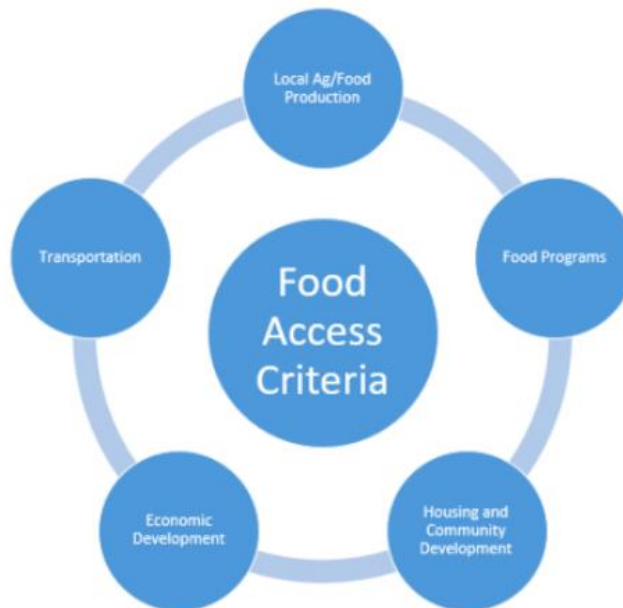 Local Ag/Food
Production
Transportation
Food Programs
Food
Access
Criteria
Economic
Development
Housing and
Community
Development